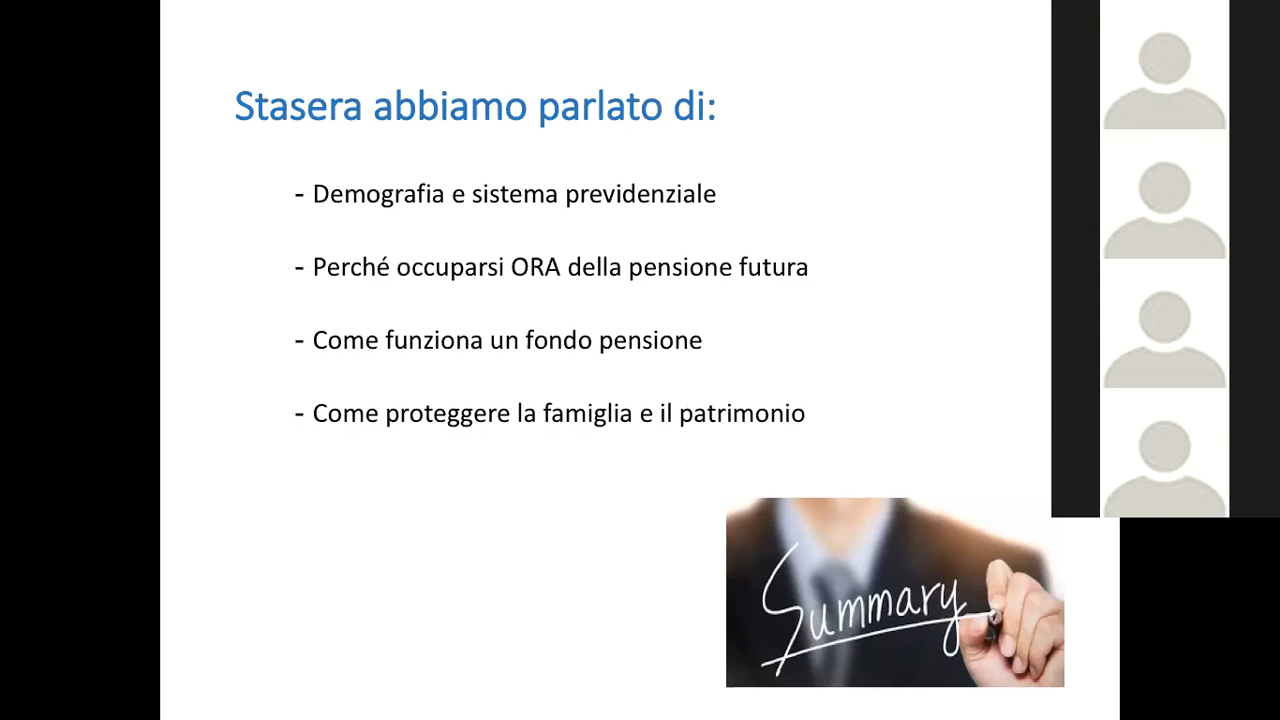 Stasera abbiamo parlato di:
- Demografia e sistema previdenziale
- Perché occuparsi ORA della pensione futura
- Come funziona un fondo pensione
- Come proteggere la famiglia e il patrimonio
Summary